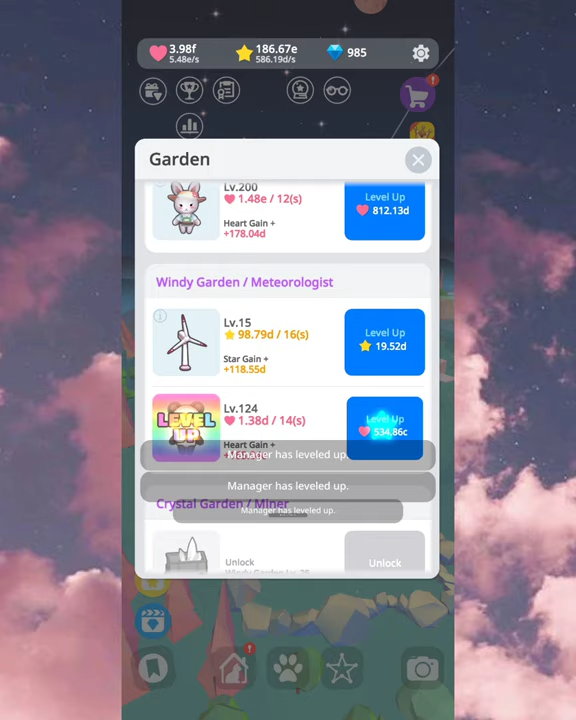 3.98f
5.48e/s
186.67e
586.19d/s
985
!
Garden
Lv.200
1.48e / 12(s)
Heart Gain +
+178.04d
Level Up
812.13d
Windy Garden / Meteorologist
Lv.15
98.79d / 16(s)
Star Gain +
+118.55d
Level Up
19.52d
LEVEL UP
Lv.124
1.38d / 14(s)
Heart Gain +
Level Up
534.86c
Manager has leveled up.
Manager has leveled up.
Crystal Garden / Miner
Manager has leveled up.
Unlock
Unlock
!